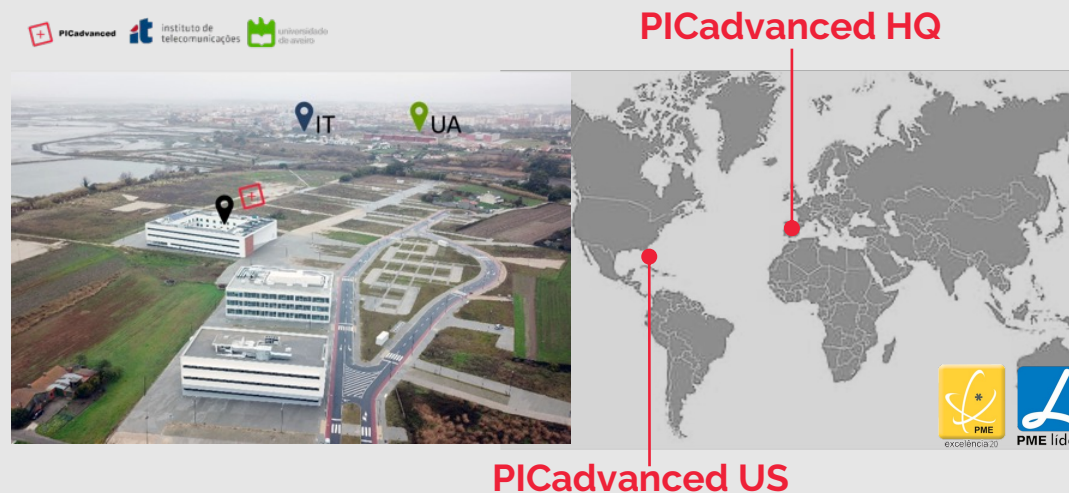 PICadvanced HQ
PICadvanced
instituto de
telecomunicações
universidade
de aveiro
IT
UA
PME
excelência'20
PME líde
PICadvanced US